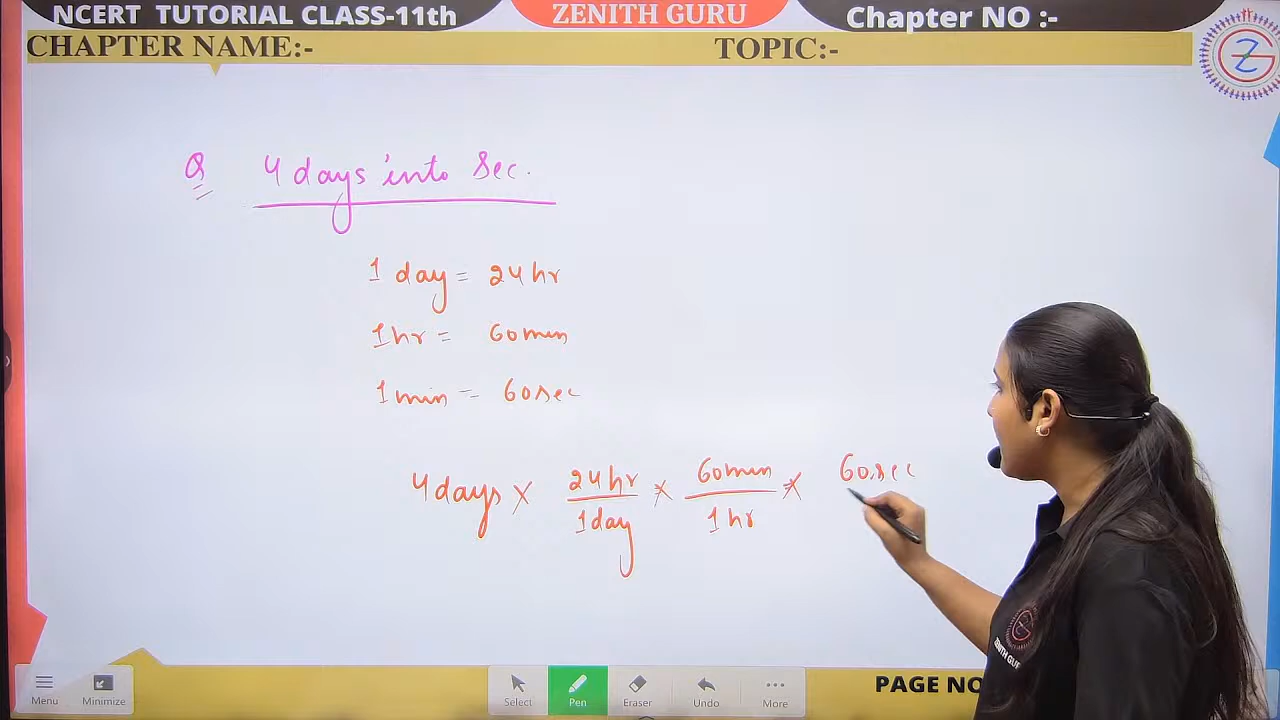 NCERT TUTORIAL CLASS-11th
ZENITH GURU
Chapter NO :-
CHAPTER NAME:-
TOPIC:-
Q 4 days into Sec.
1 day = 24 hr
1 hr = 60 min
1 min = 60 sec
4 days × 24 hr / 1 day × 60 min / 1 hr × 60 sec
ZENITH GU
Menu
Minimize
Select
Pen
Eraser
Undo
More
PAGE NO